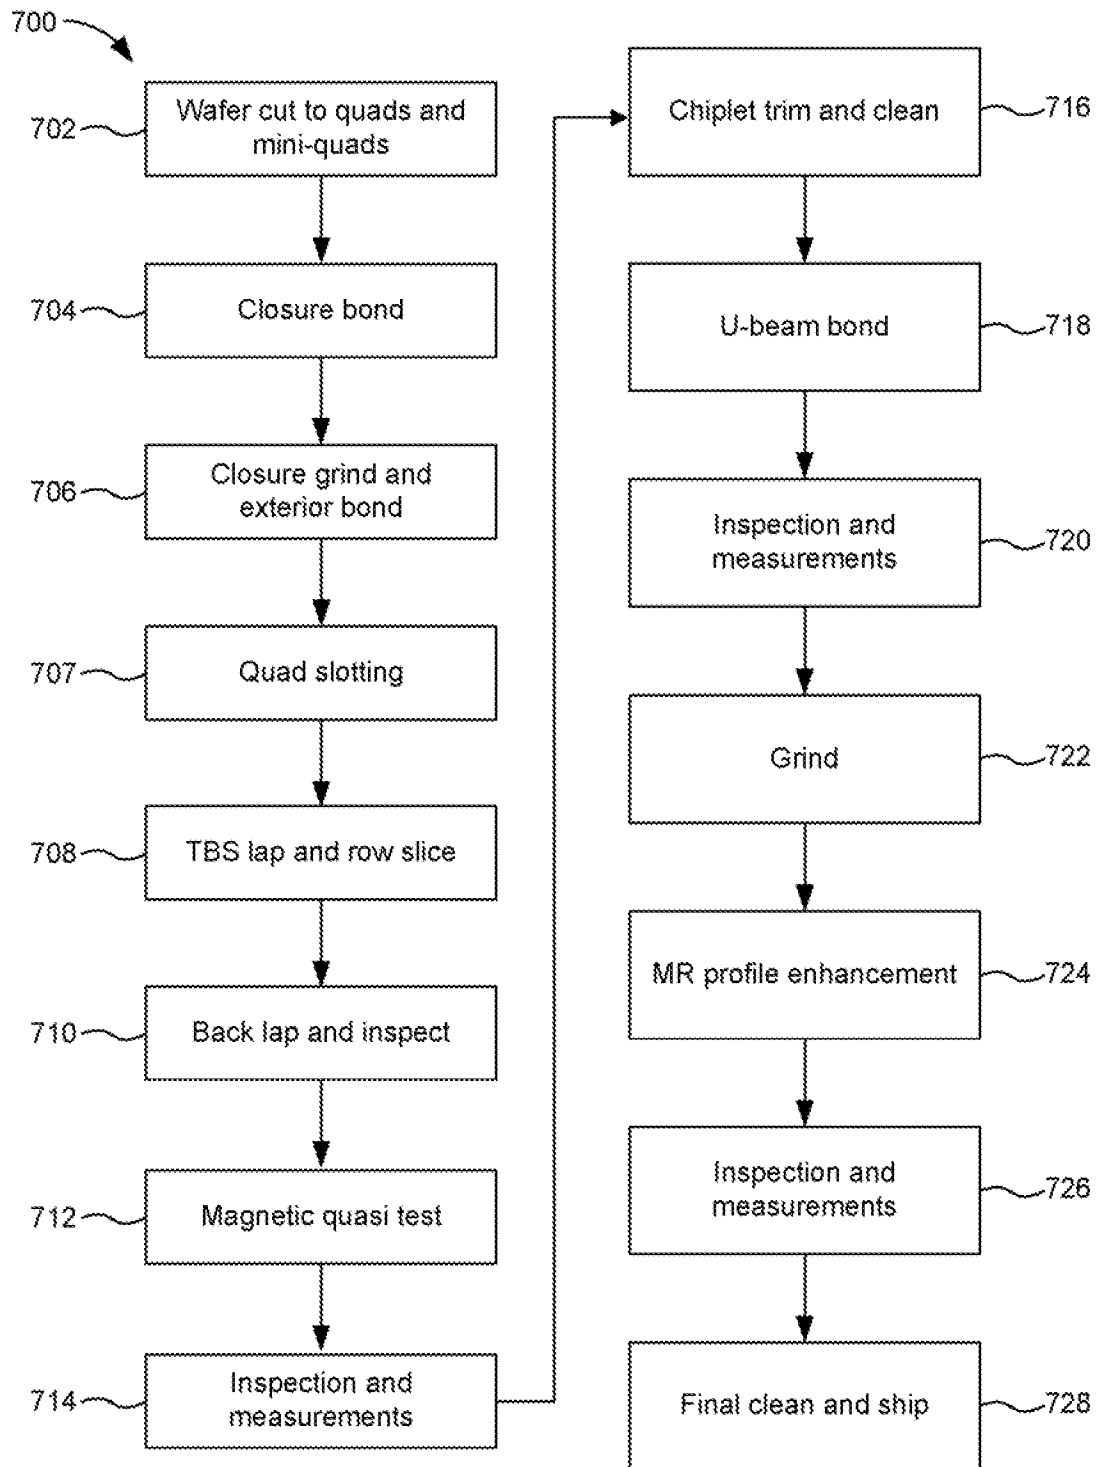 700
702
Wafer cut to quads and
mini-quads
704
Closure bond
706
Closure grind and
exterior bond
707
Quad slotting
708
TBS lap and row slice
710
Back lap and inspect
712
Magnetic quasi test
714
Inspection and
measurements
Chiplet trim and clean
716
U-beam bond
718
Inspection and
measurements
720
Grind
722
MR profile enhancement
724
Inspection and
measurements
726
Final clean and ship
728